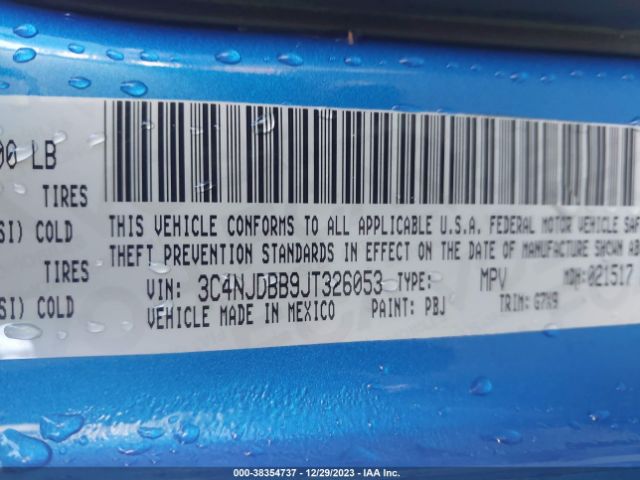 00 LB
TIRES
SI) COLD
TIRES
SI) COLD
THIS VEHICLE CONFORMS TO ALL APPLICABLE U.S.A. FEDERAL MOTOR VEHICLE SAF
THEFT PREVENTION STANDARDS IN EFFECT ON THE DATE OF MANUFACTURE SHOWN AB
VIN: 3C4NJDBB9JT326053 TYPE: MPV MDH: 021517
VEHICLE MADE IN MEXICO PAINT: PBJ TRIM: G7X9
000-38354737 - 12/29/2023 - IAA Inc.